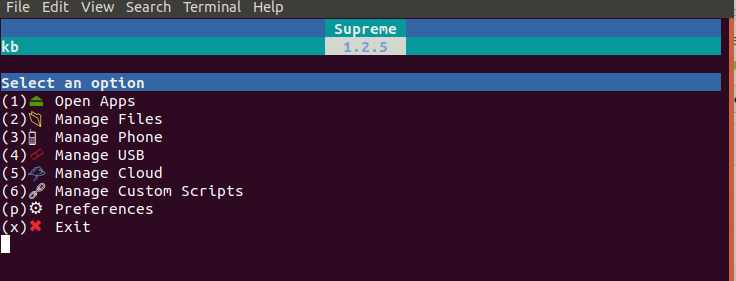 File Edit View Search Terminal Help
Supreme
kb 1.2.5
Select an option
(1)⏏ Open Apps
(2) Manage Files
(3) Manage Phone
(4) Manage USB
(5) Manage Cloud
(6) Manage Custom Scripts
(p)⚙ Preferences
(x)✖ Exit